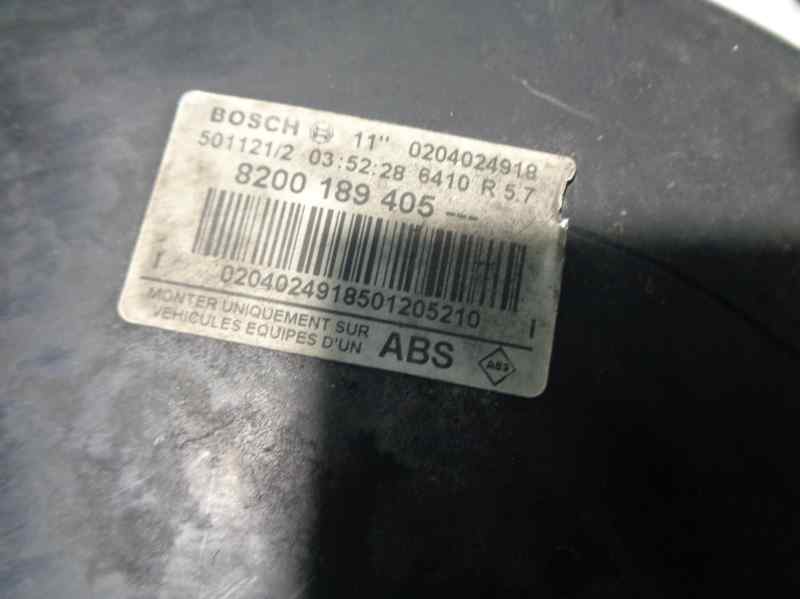 BOSCH 11" 0204024918
501121/2 03:52:28 6410 R 5.7
8200 189 405 ---
0204024918501205210
MONTER UNIQUEMENT SUR
VEHICULES EQUIPES D'UN ABS
ABS